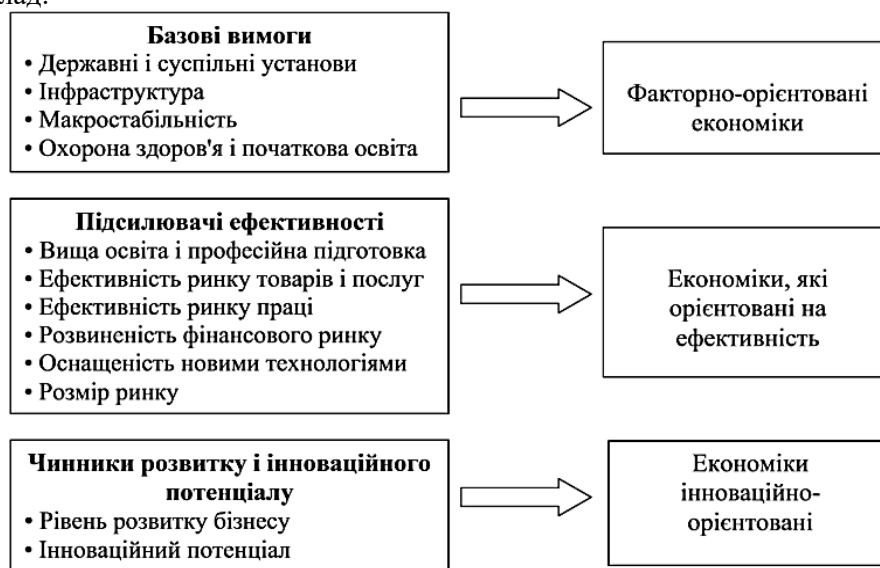 Базові вимоги
• Державні і суспільні установи
• Інфраструктура
• Макростабільність
• Охорона здоров'я і початкова освіта
Факторно-орієнтовані
економіки
Підсилювачі ефективності
• Вища освіта і професійна підготовка
• Ефективність ринку товарів і послуг
• Ефективність ринку праці
• Розвиненість фінансового ринку
• Оснащеність новими технологіями
• Розмір ринку
Економіки, які
орієнтовані на
ефективність
Чинники розвитку і інноваційного
потенціалу
• Рівень розвитку бізнесу
• Інноваційний потенціал
Економіки
інноваційно-
орієнтовані